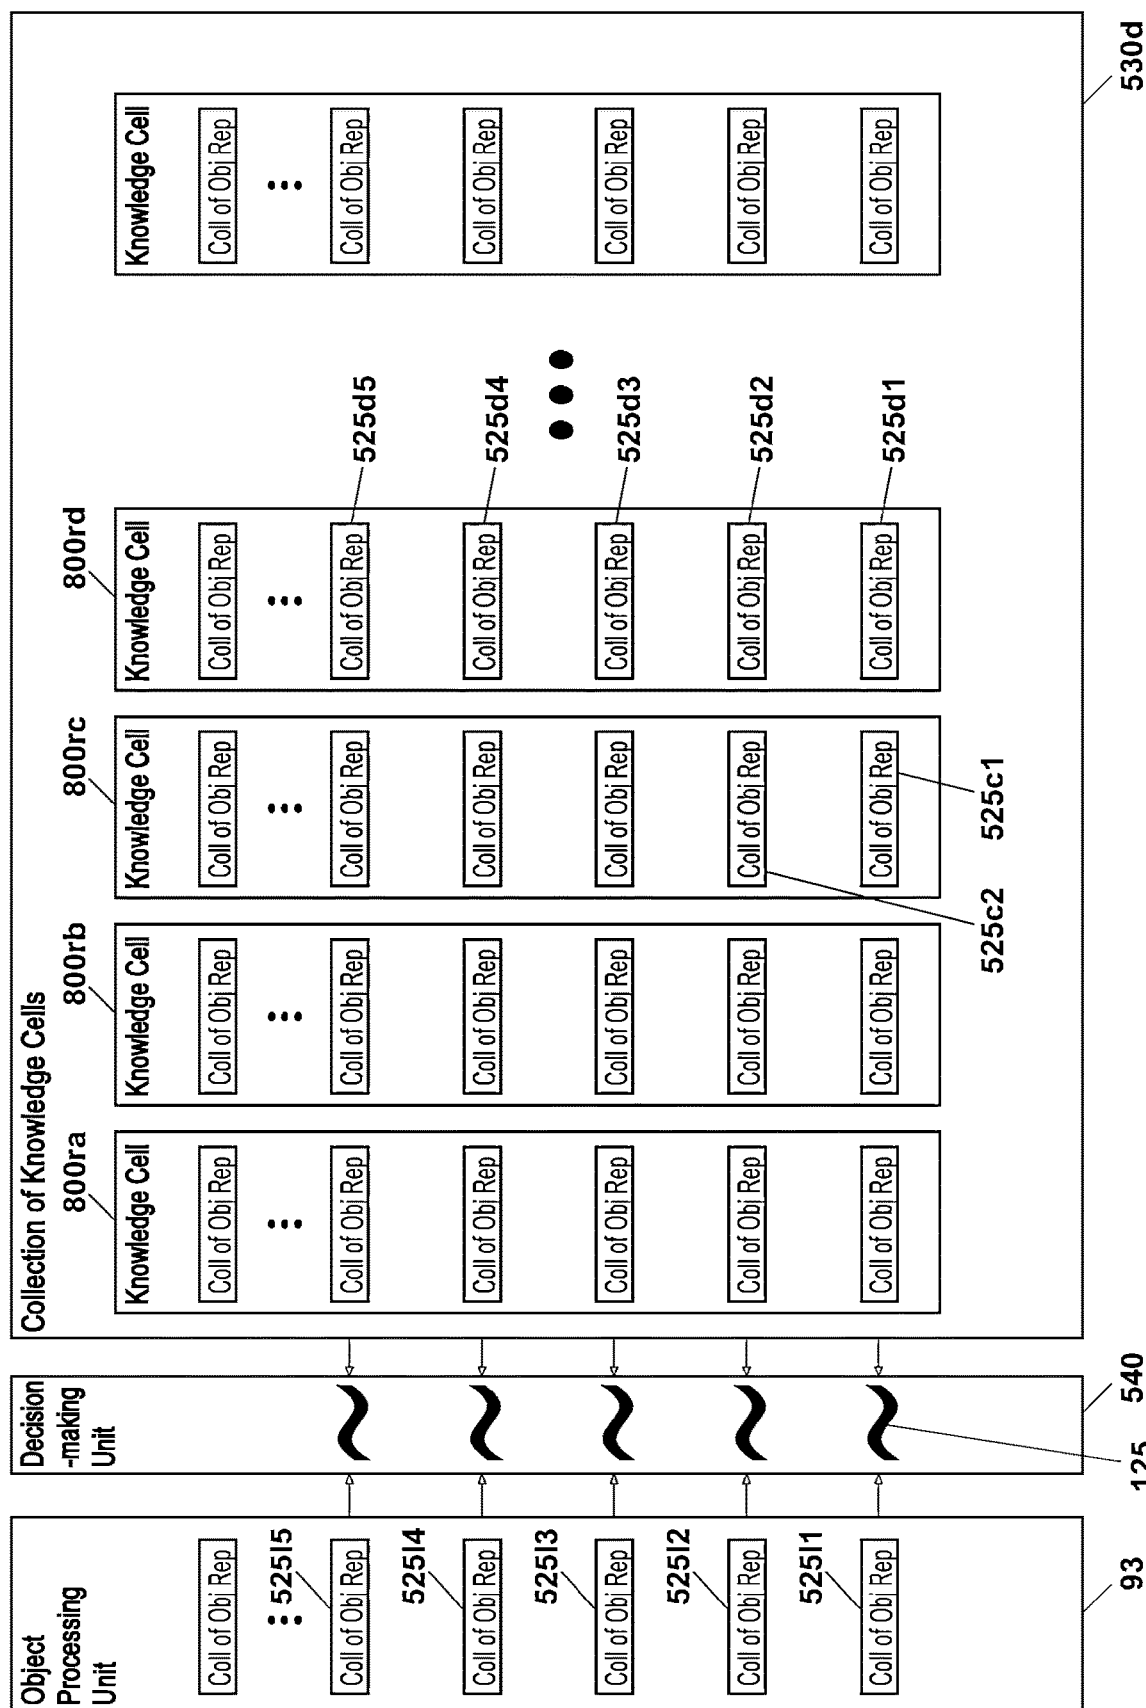 Object
Processing
Unit
Coll of Obj Rep
...
525l5
Coll of Obj Rep
525l4
Coll of Obj Rep
525l3
Coll of Obj Rep
525l2
Coll of Obj Rep
525l1
Coll of Obj Rep
93
Decision
-making
Unit
125
540
Collection of Knowledge Cells
800ra
Knowledge Cell
Coll of Obj Rep
...
Coll of Obj Rep
Coll of Obj Rep
Coll of Obj Rep
Coll of Obj Rep
Coll of Obj Rep
800rb
Knowledge Cell
Coll of Obj Rep
...
Coll of Obj Rep
Coll of Obj Rep
Coll of Obj Rep
Coll of Obj Rep
Coll of Obj Rep
800rc
Knowledge Cell
Coll of Obj Rep
...
Coll of Obj Rep
Coll of Obj Rep
Coll of Obj Rep
Coll of Obj Rep
525c2
Coll of Obj Rep
525c1
800rd
Knowledge Cell
Coll of Obj Rep
...
Coll of Obj Rep
525d5
Coll of Obj Rep
525d4
Coll of Obj Rep
525d3
Coll of Obj Rep
525d2
Coll of Obj Rep
525d1
...
Knowledge Cell
Coll of Obj Rep
...
Coll of Obj Rep
Coll of Obj Rep
Coll of Obj Rep
Coll of Obj Rep
Coll of Obj Rep
530d